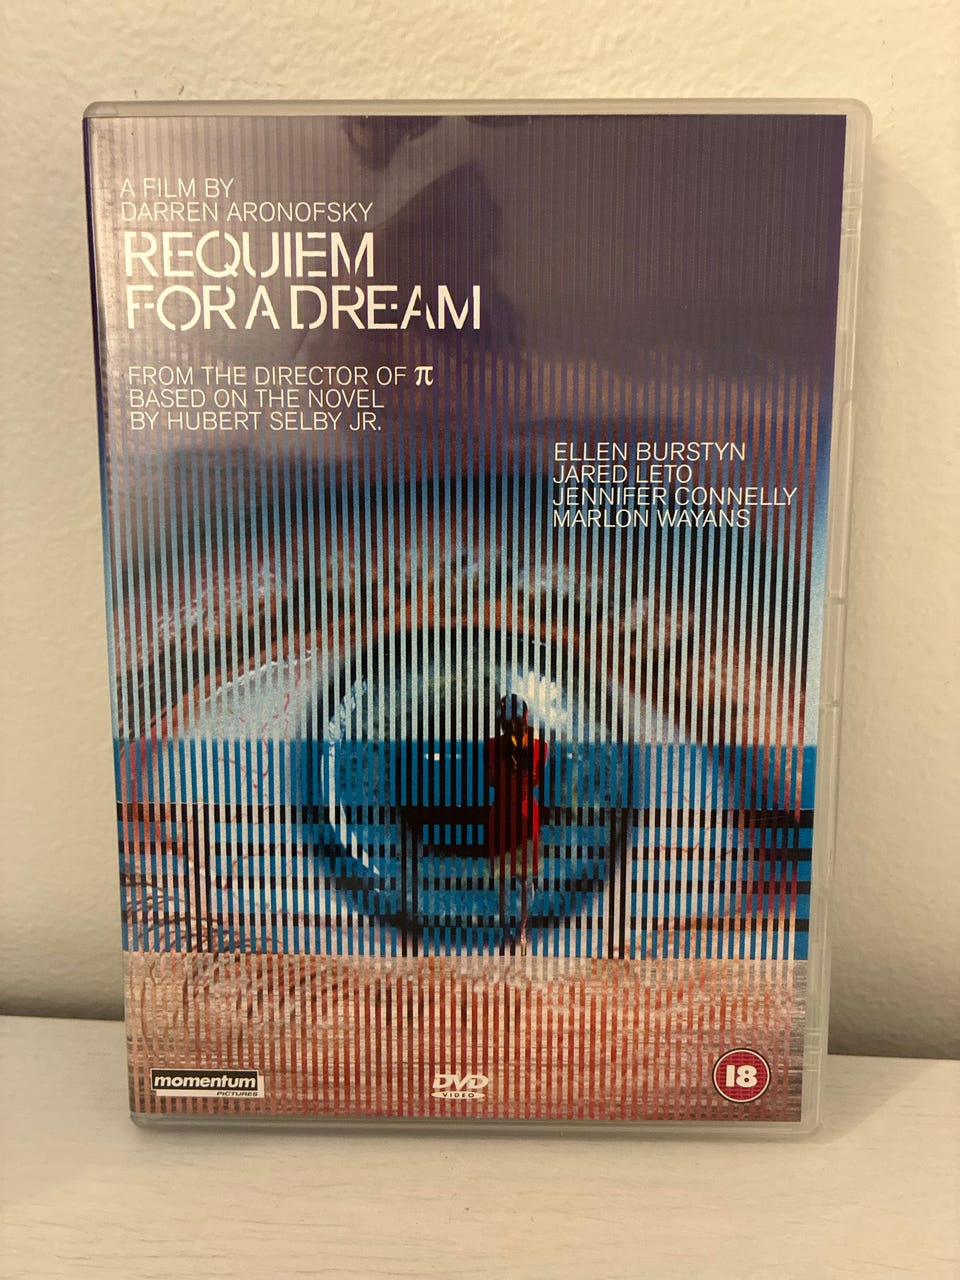 A FILM BY
DARREN ARONOFSKY
REQUIEM
FOR A DREAM
FROM THE DIRECTOR OF π
BASED ON THE NOVEL
BY HUBERT SELBY JR.
ELLEN BURSTYN
JARED LETO
JENNIFER CONNELLY
MARLON WAYANS
momentum
PICTURES
DVD
VIDEO
18